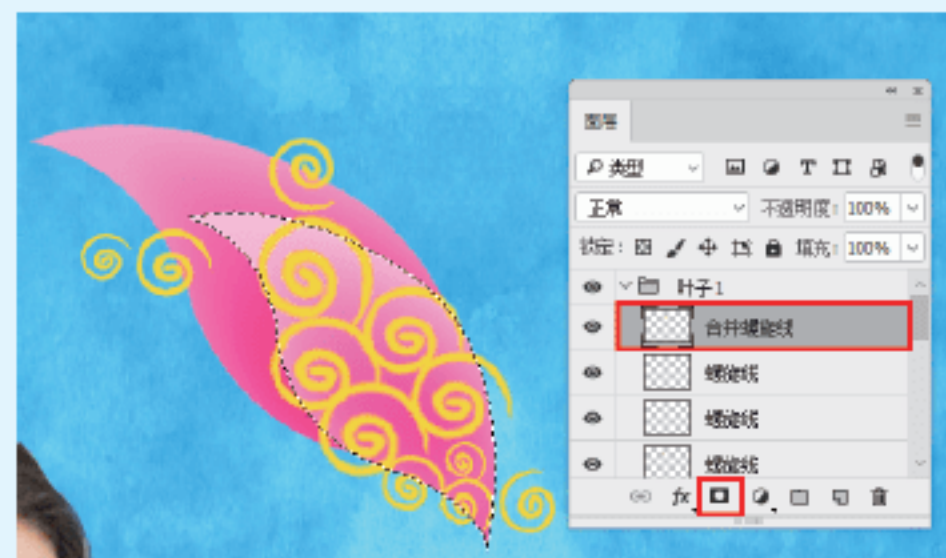 图层
类型
正常
不透明度: 100%
锁定: 填充: 100%
叶子 1
合并螺旋线
螺旋线
螺旋线
螺旋线
fx